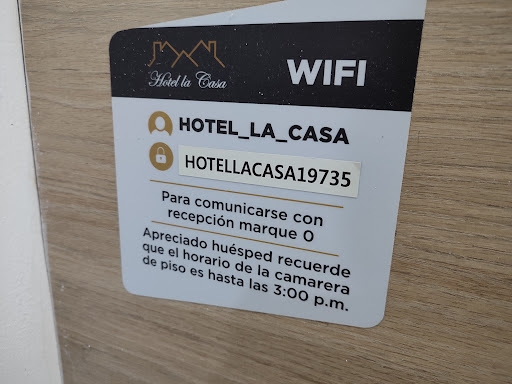 Hotel la Casa
WIFI
HOTEL_LA_CASA
HOTELLACASA19735
Para comunicarse con
recepción marque 0
Apreciado huésped recuerde
que el horario de la camarera
de piso es hasta las 3:00 p.m.